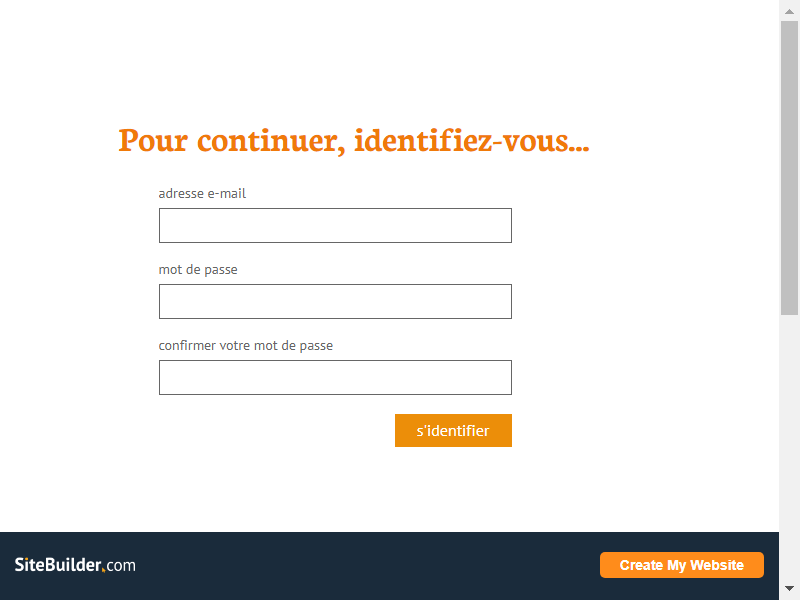 Pour continuer, identifiez-vous...
adresse e-mail
mot de passe
confirmer votre mot de passe
s'identifier
SiteBuilder.com
Create My Website